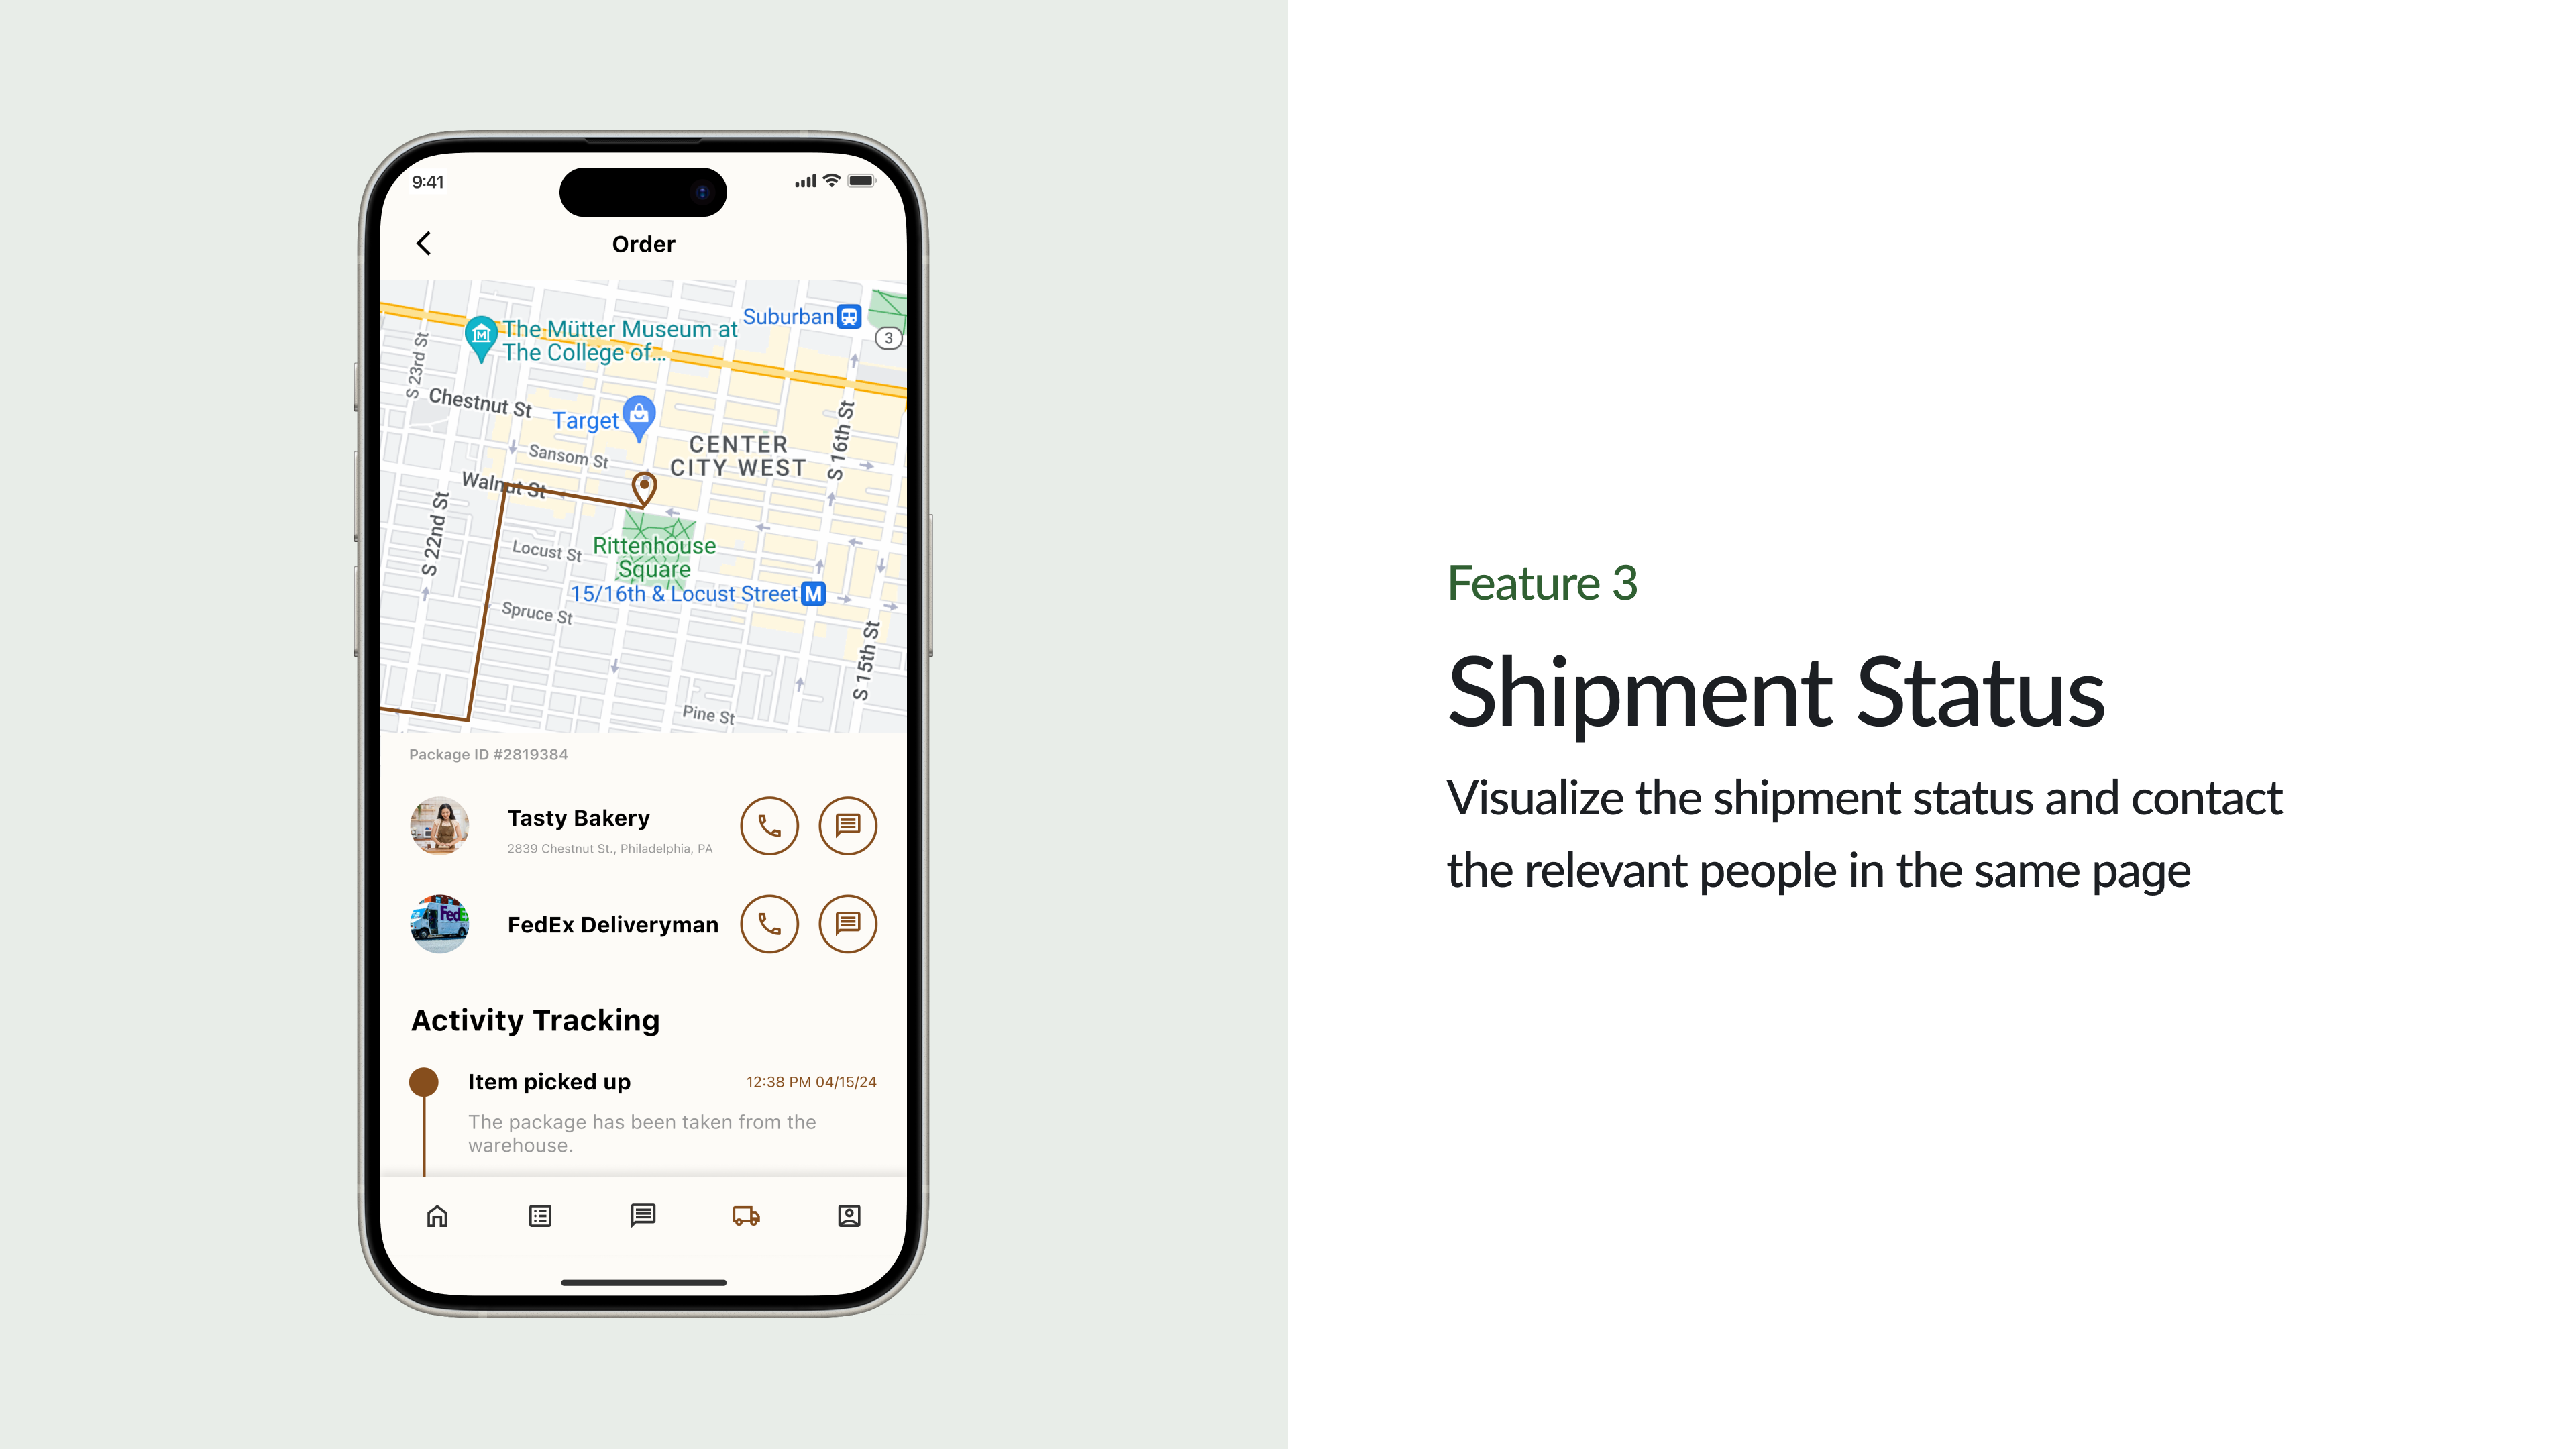 9:41
Order
Suburban
The Mütter Museum at
The College of...
3
S 23rd St
Chestnut St
Target
S 16th St
CENTER
CITY WEST
Sansom St
Walnut St
S 22nd St
Locust St
Rittenhouse
Square
15/16th & Locust Street M
Spruce St
S 15th St
Pine St
Package ID #2819384
Tasty Bakery
2839 Chestnut St., Philadelphia, PA
FedEx Deliveryman
Activity Tracking
Item picked up
12:38 PM 04/15/24
The package has been taken from the
warehouse.
Feature 3
Shipment Status
Visualize the shipment status and contact
the relevant people in the same page